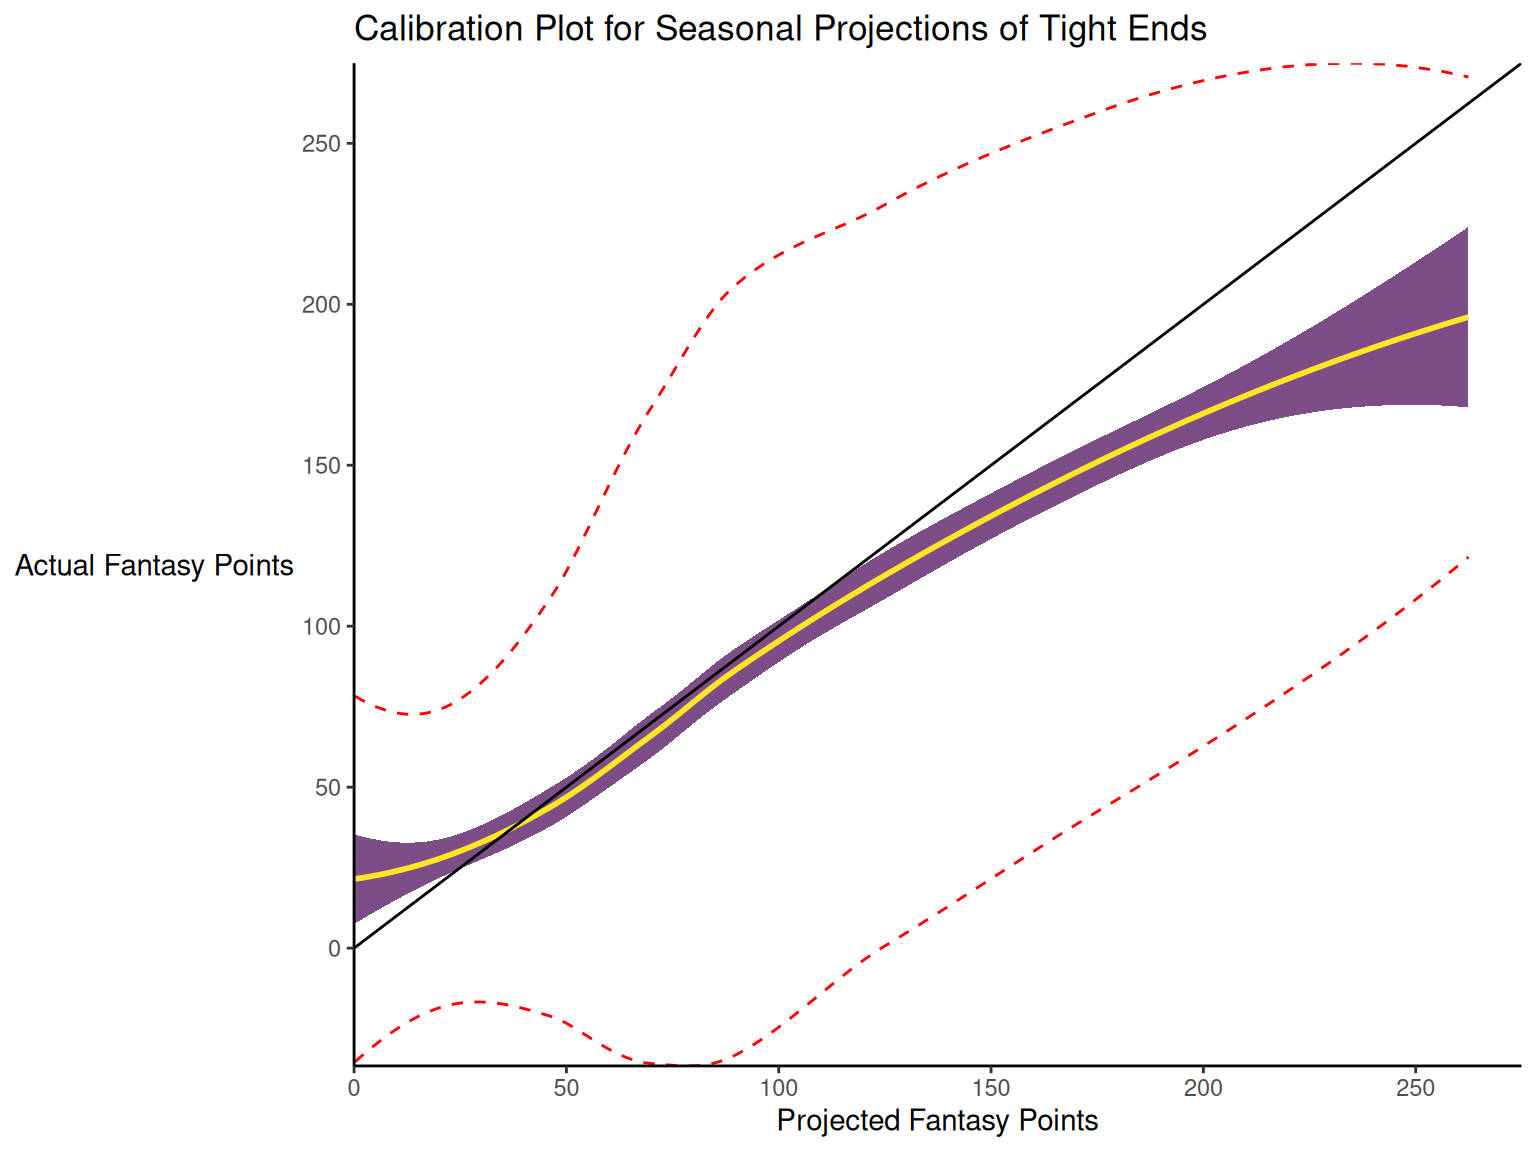 Calibration Plot for Seasonal Projections of Tight Ends
250
200
150
Actual Fantasy Points
100
50
0
0 50 100 150 200 250
Projected Fantasy Points